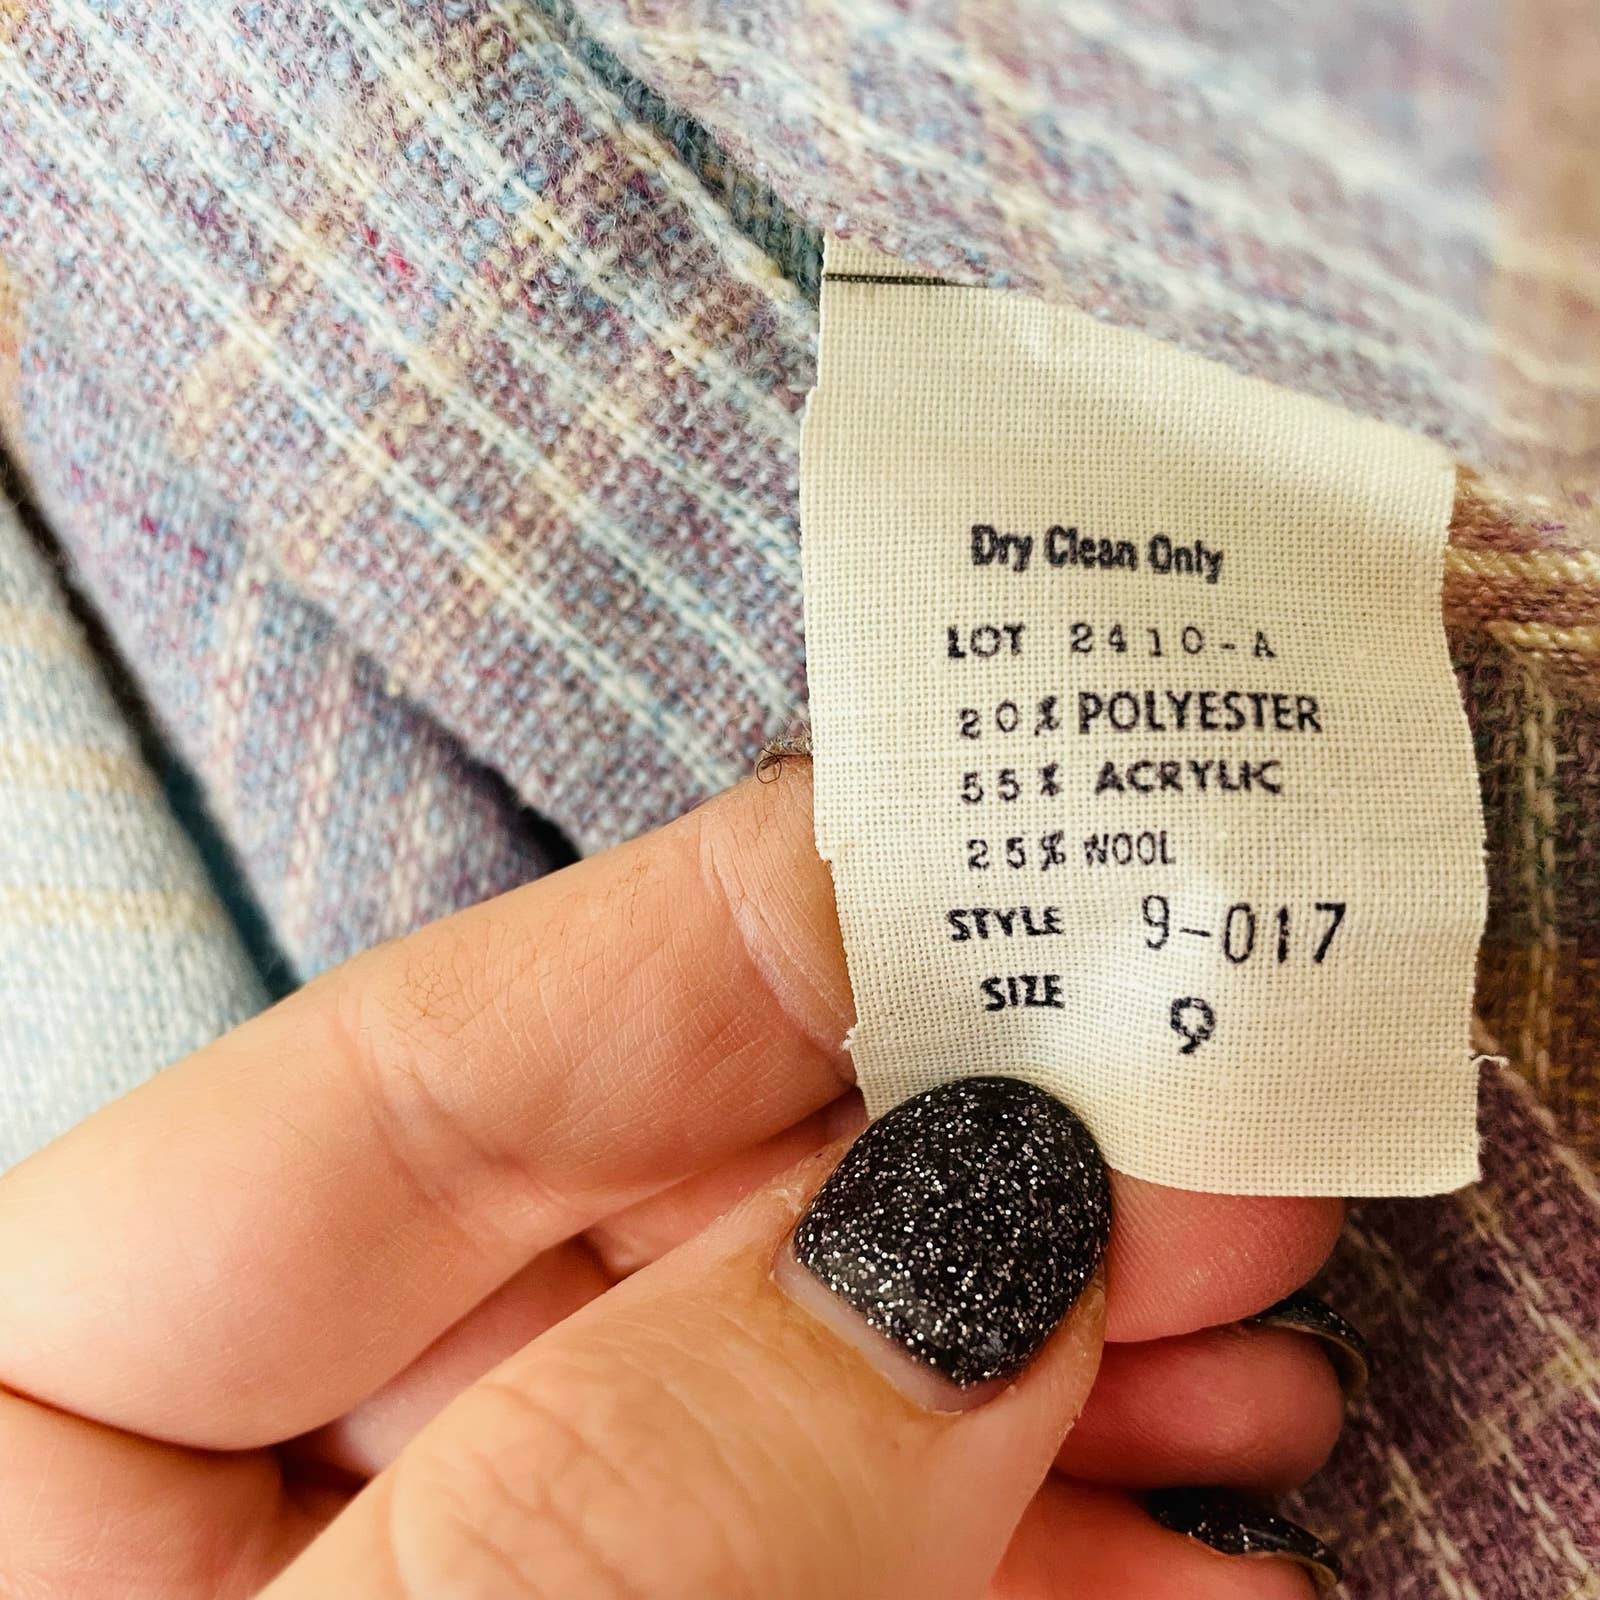 Dry Clean Only
LOT 2410-A
20% POLYESTER
55% ACRYLIC
25% WOOL
STYLE 9-017
SIZE 9